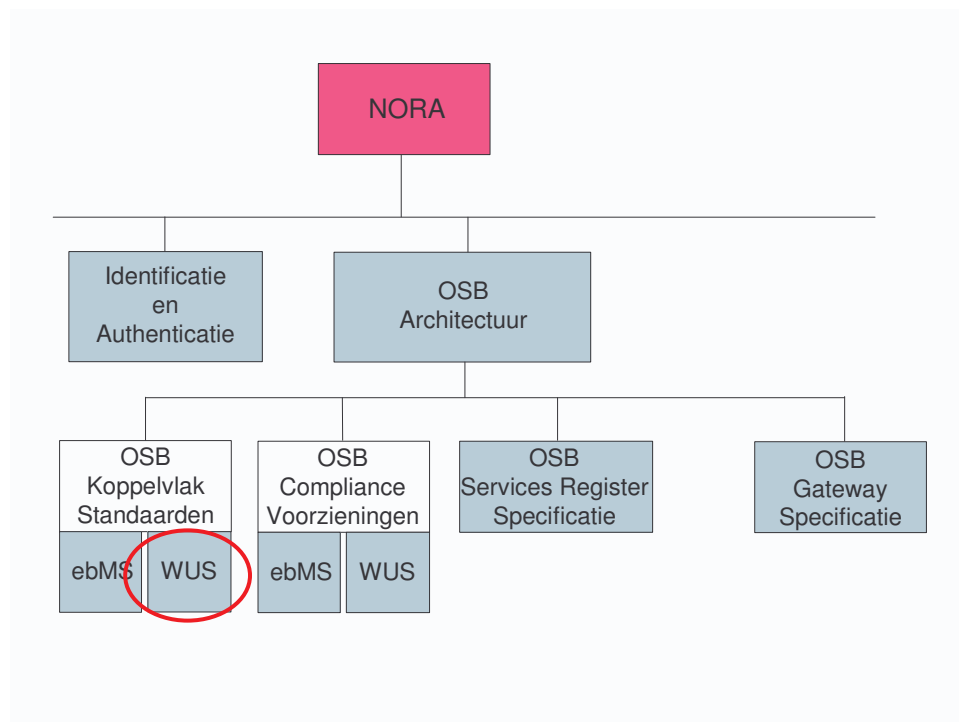 NORA
Identificatie
en
Authenticatie
OSB
Architectuur
OSB
Koppelvlak
Standaarden
ebMS
WUS
OSB
Compliance
Voorzieningen
ebMS
WUS
OSB
Services Register
Specificatie
OSB
Gateway
Specificatie